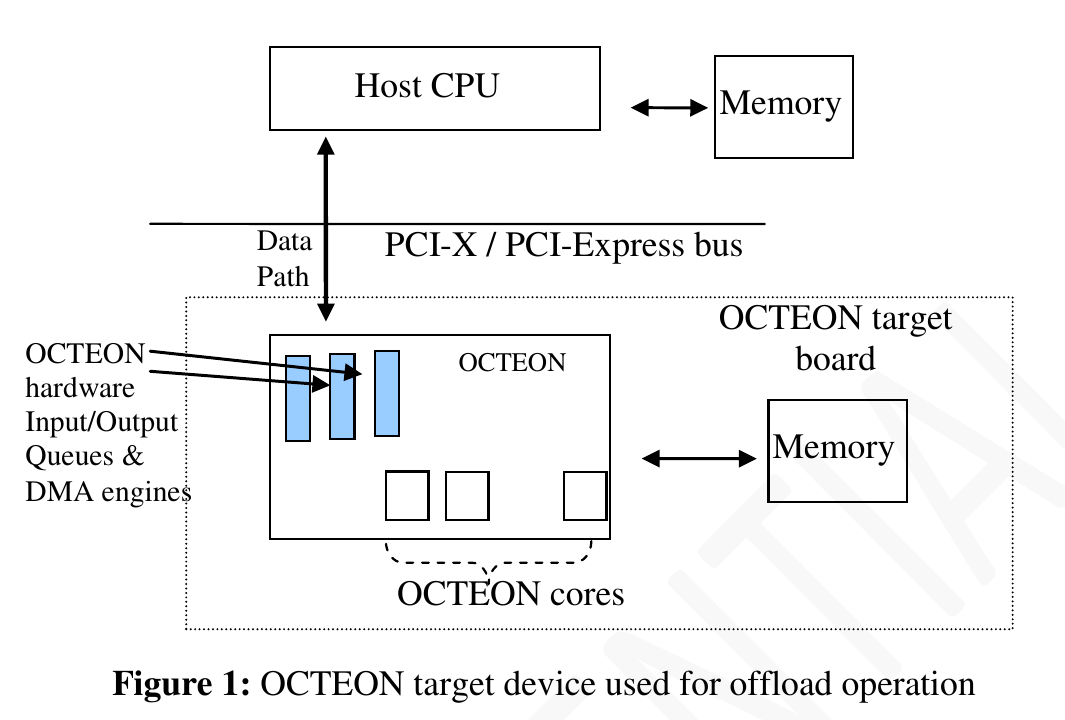 Host CPU
Memory
Data
Path
PCI-X / PCI-Express bus
OCTEON target
board
OCTEON
hardware
Input/Output
Queues &
DMA engines
OCTEON
Memory
OCTEON cores
Figure 1: OCTEON target device used for offload operation